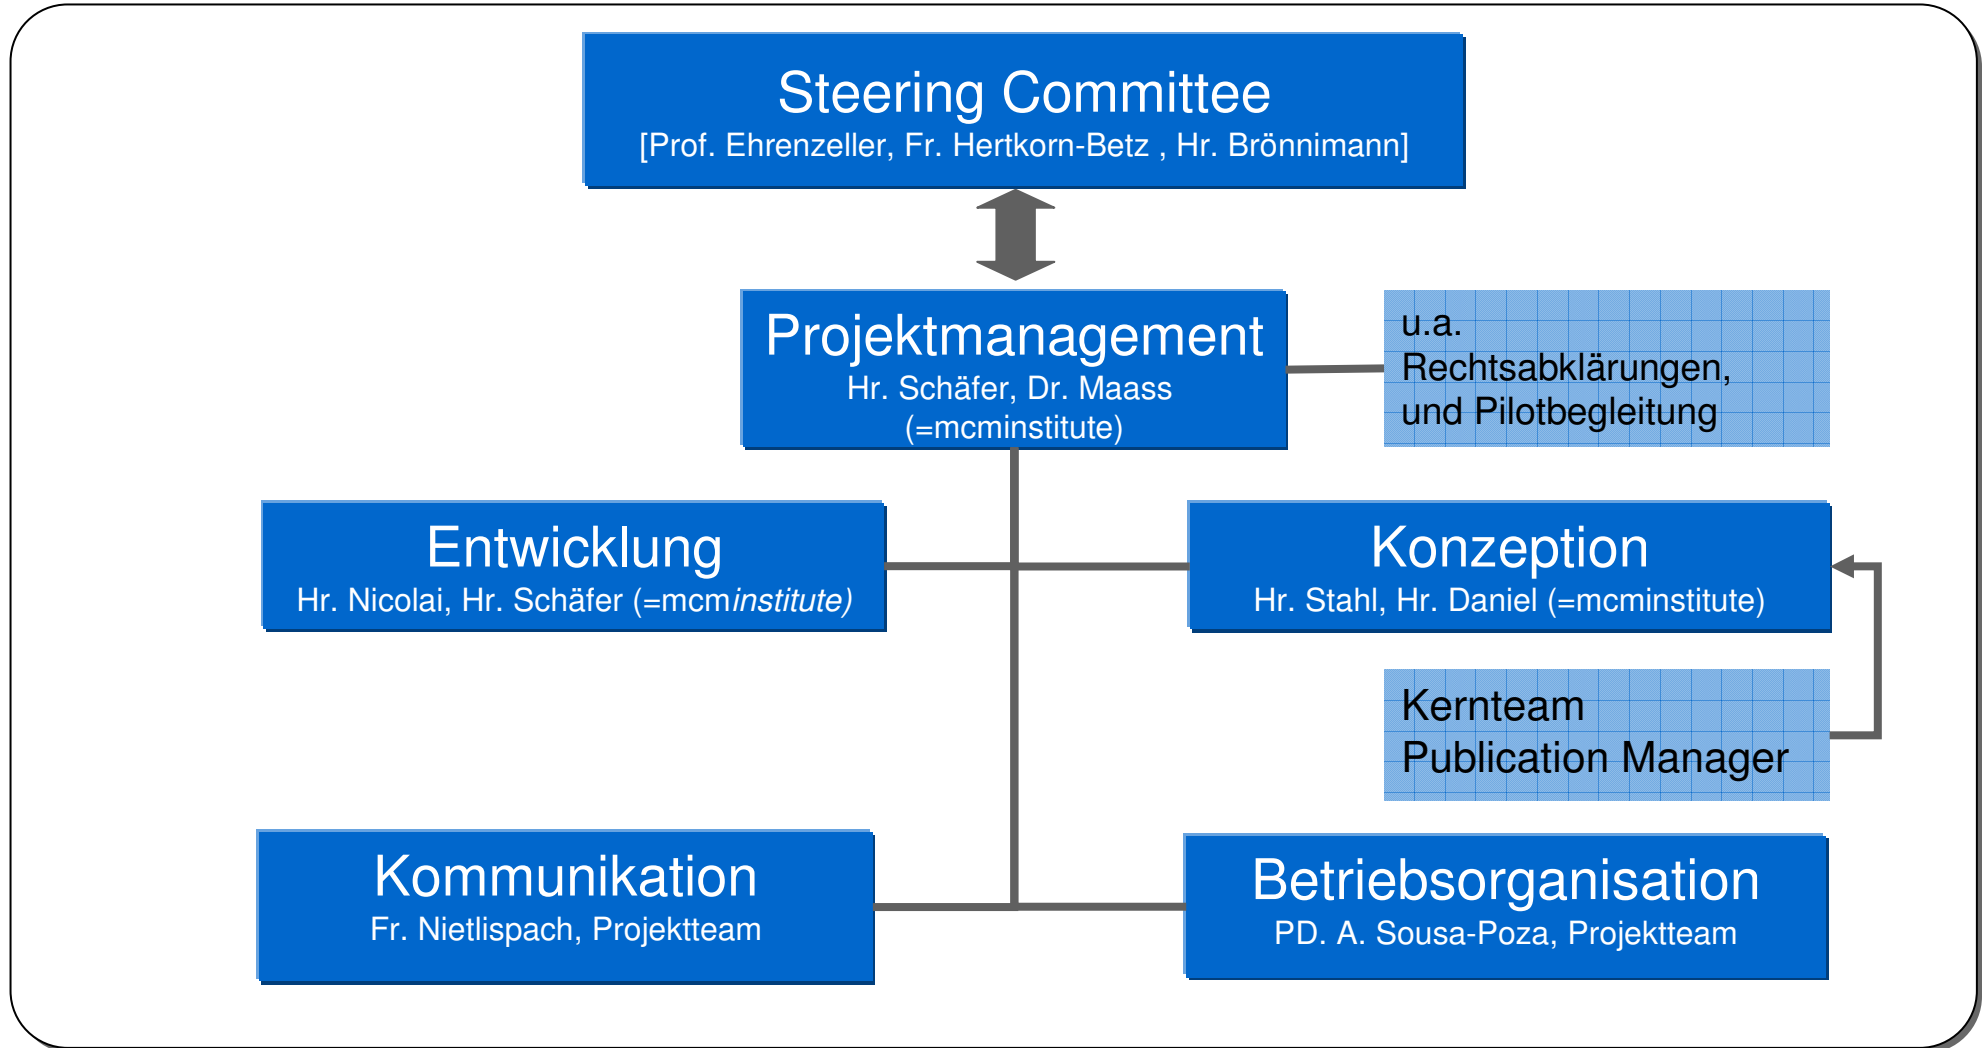 Steering Committee
[Prof. Ehrenzeller, Fr. Hertkorn-Betz , Hr. Brönnimann]
Projektmanagement
Hr. Schäfer, Dr. Maass
(=mcminstitute)
u.a.
Rechtsabklärungen,
und Pilotbegleitung
Entwicklung
Hr. Nicolai, Hr. Schäfer (=mcminstitute)
Konzeption
Hr. Stahl, Hr. Daniel (=mcminstitute)
Kernteam
Publication Manager
Kommunikation
Fr. Nietlispach, Projektteam
Betriebsorganisation
PD. A. Sousa-Poza, Projektteam